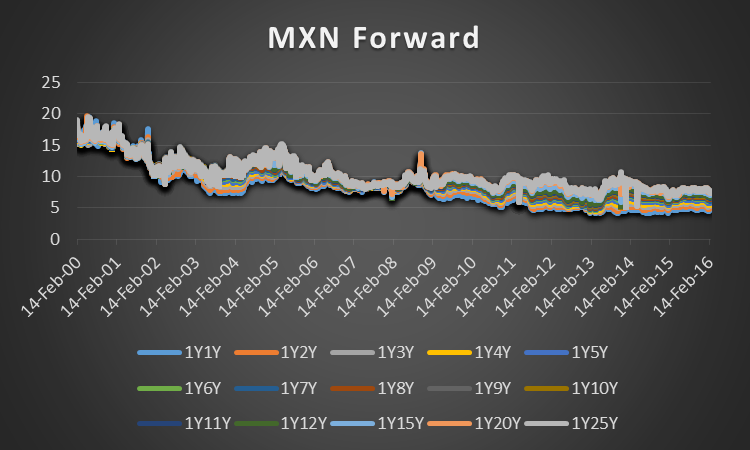 MXN Forward
25
20
15
10
5
0
14-Feb-00 14-Feb-01 14-Feb-02 14-Feb-03 14-Feb-04 14-Feb-05 14-Feb-06 14-Feb-07 14-Feb-08 14-Feb-09 14-Feb-10 14-Feb-11 14-Feb-12 14-Feb-13 14-Feb-14 14-Feb-15 14-Feb-16
1Y1Y 1Y2Y 1Y3Y 1Y4Y 1Y5Y
1Y6Y 1Y7Y 1Y8Y 1Y9Y 1Y10Y
1Y11Y 1Y12Y 1Y15Y 1Y20Y 1Y25Y